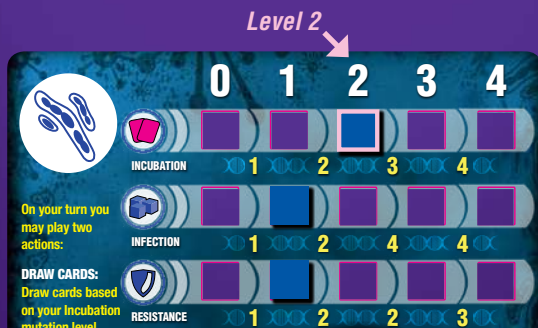 Level 2
0 1 2 3 4
INCUBATION 1 2 3 4
On your turn you
may play two
actions:
INFECTION 1 2 4 4
DRAW CARDS:
Draw cards based
on your Incubation
mutation level
RESISTANCE 1 2 2 3